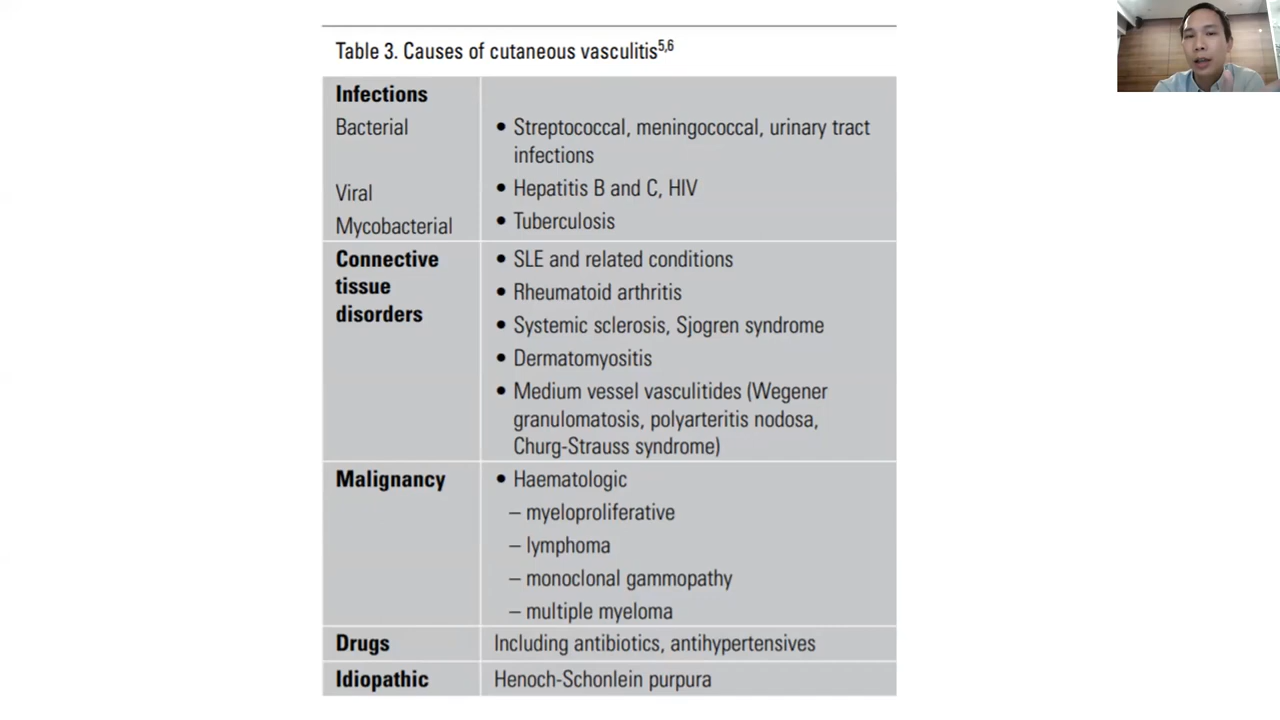 Table 3. Causes of cutaneous vasculitis5,6
Infections
Bacterial
• Streptococcal, meningococcal, urinary tract
infections
Viral
• Hepatitis B and C, HIV
Mycobacterial
• Tuberculosis
Connective
tissue
disorders
• SLE and related conditions
• Rheumatoid arthritis
• Systemic sclerosis, Sjogren syndrome
• Dermatomyositis
• Medium vessel vasculitides (Wegener
granulomatosis, polyarteritis nodosa,
Churg-Strauss syndrome)
Malignancy
• Haematologic
– myeloproliferative
– lymphoma
– monoclonal gammopathy
– multiple myeloma
Drugs
Including antibiotics, antihypertensives
Idiopathic
Henoch-Schonlein purpura